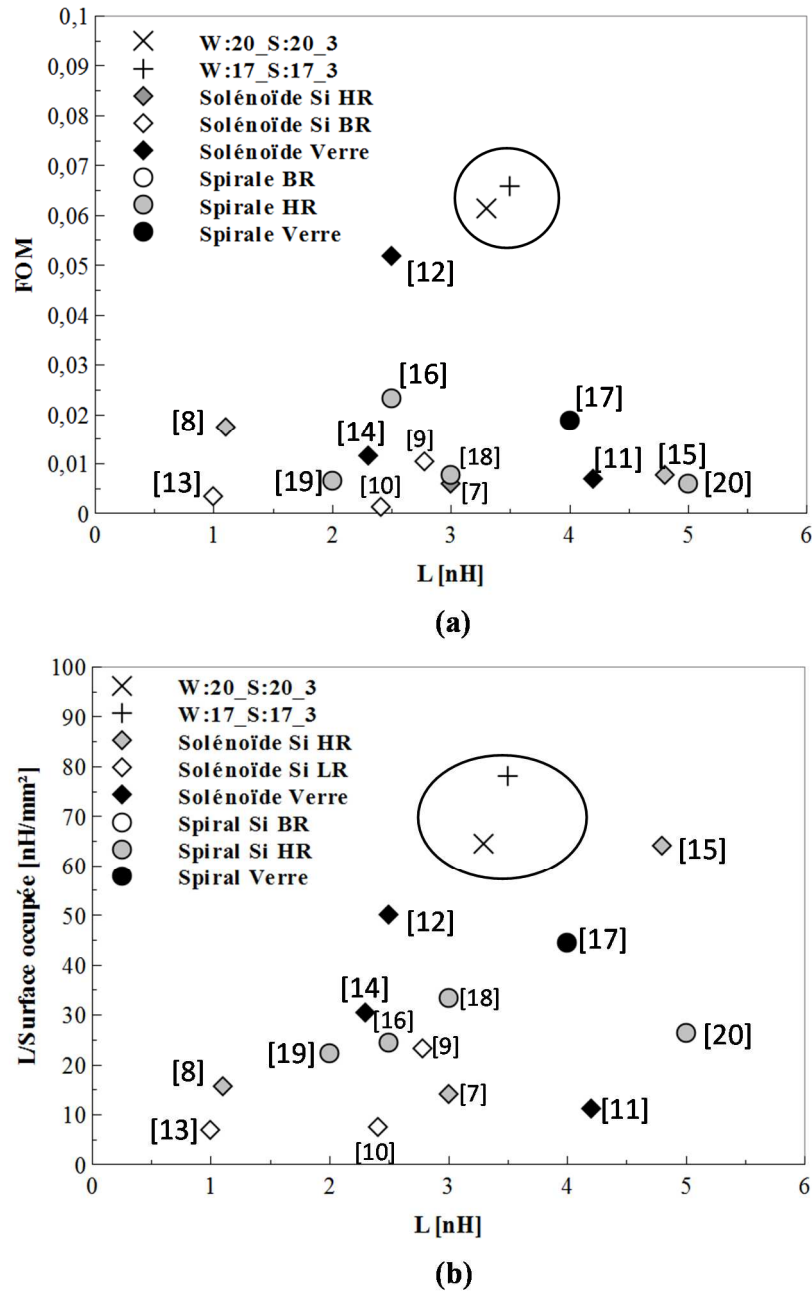 0,1
0,09
0,08
0,07
0,06
0,05
0,04
0,03
0,02
0,01
0
FOM
W:20_S:20_3
W:17_S:17_3
Solénoïde Si HR
Solénoïde Si BR
Solénoïde Verre
Spirale BR
Spirale HR
Spirale Verre
[12]
[16]
[17]
[8]
[14]
[9]
[18]
[11]
[15]
[13]
[19]
[10]
[7]
[20]
0 1 2 3 4 5 6
L [nH]
(a)
100
90
80
70
60
50
40
30
20
10
0
L/Surface occupée [nH/mm²]
W:20_S:20_3
W:17_S:17_3
Solénoïde Si HR
Solénoïde Si LR
Solénoïde Verre
Spiral Si BR
Spiral Si HR
Spiral Verre
[15]
[12]
[17]
[14]
[18]
[16]
[19]
[9]
[20]
[8]
[7]
[11]
[13]
[10]
0 1 2 3 4 5 6
L [nH]
(b)